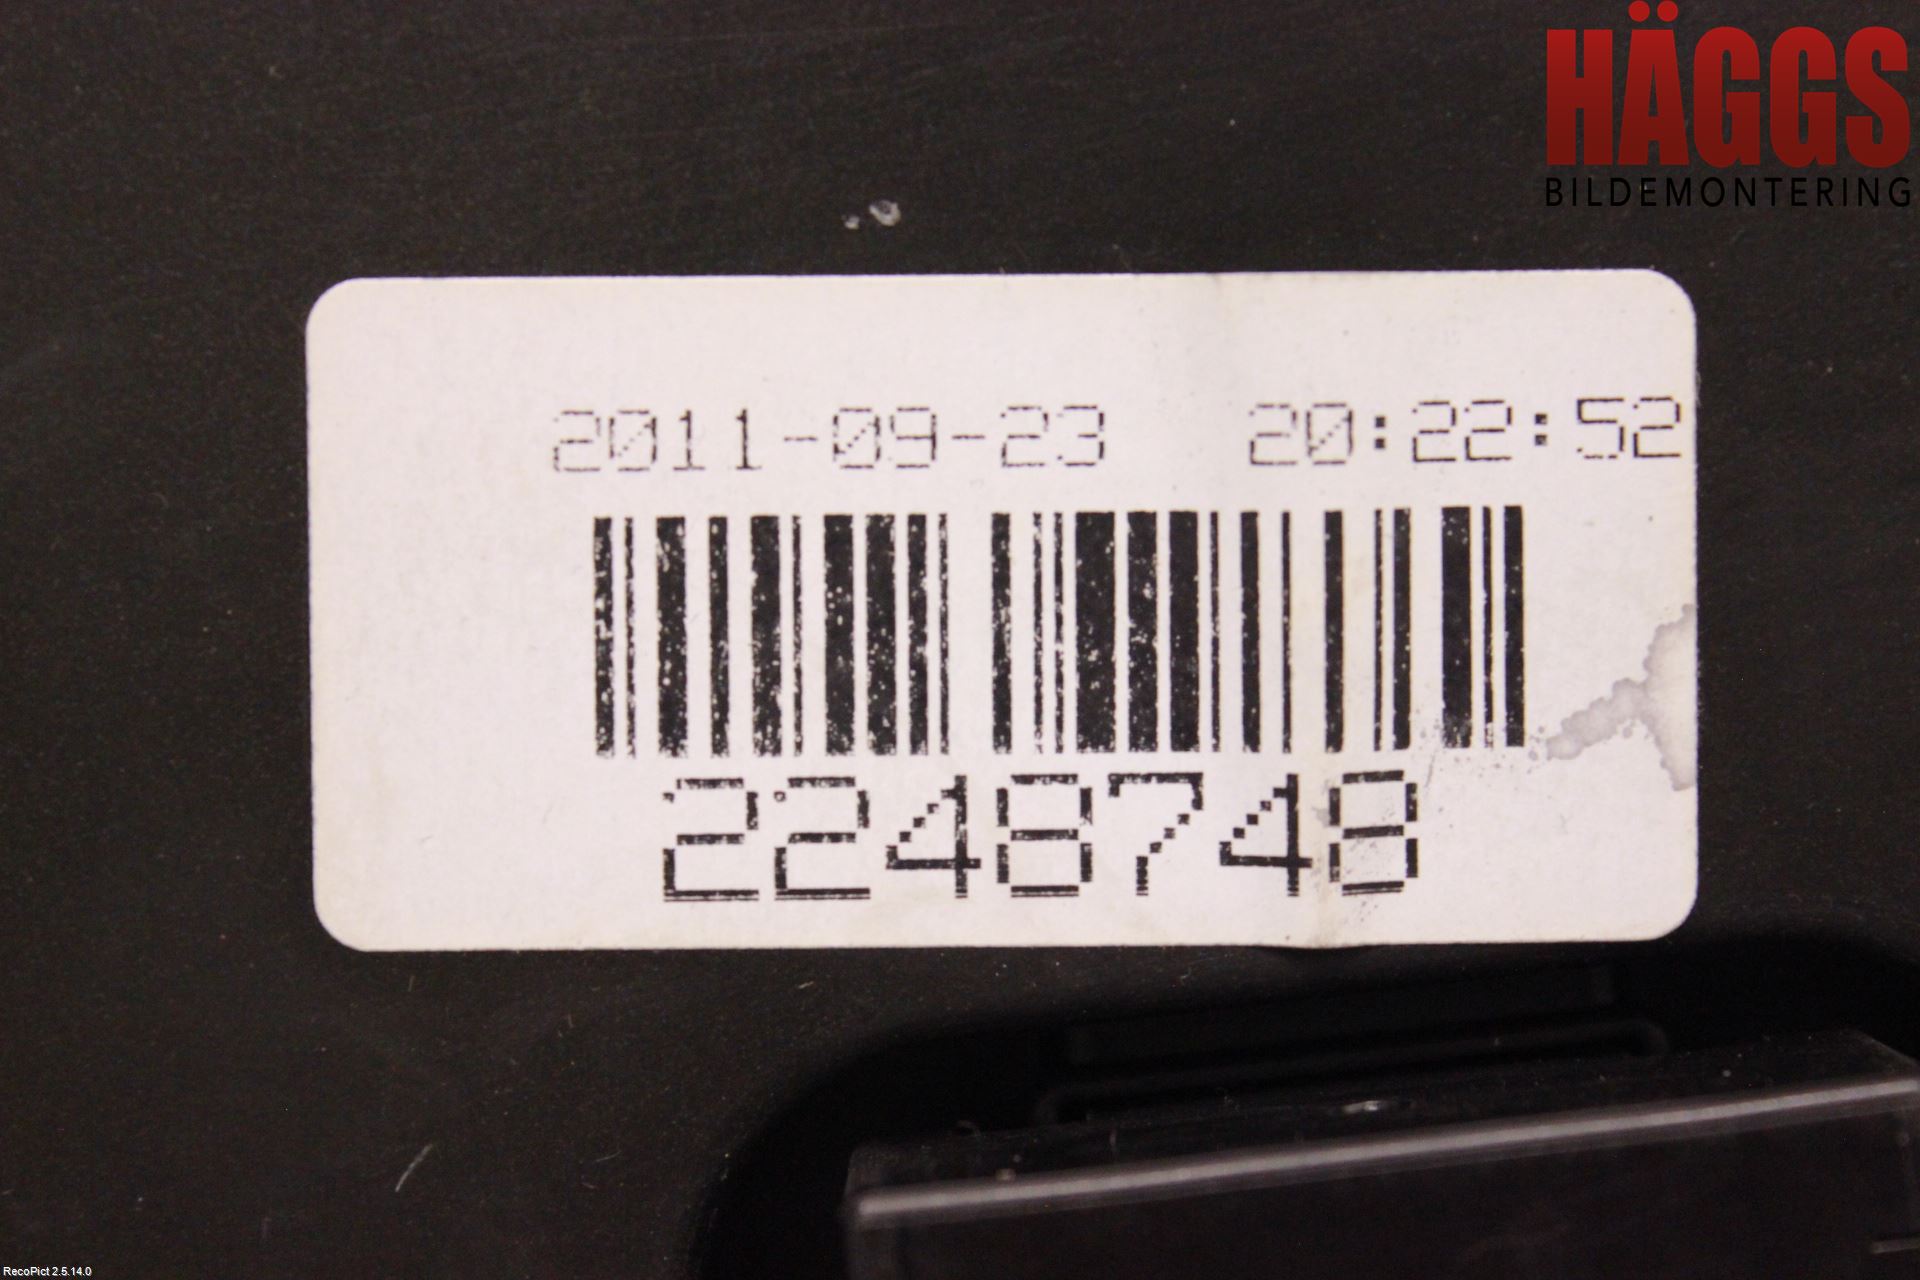 HÄGGS
BILDEMONTERING
2011-09-23 20:22:52
2248748
RecoPict 2.5.14.0